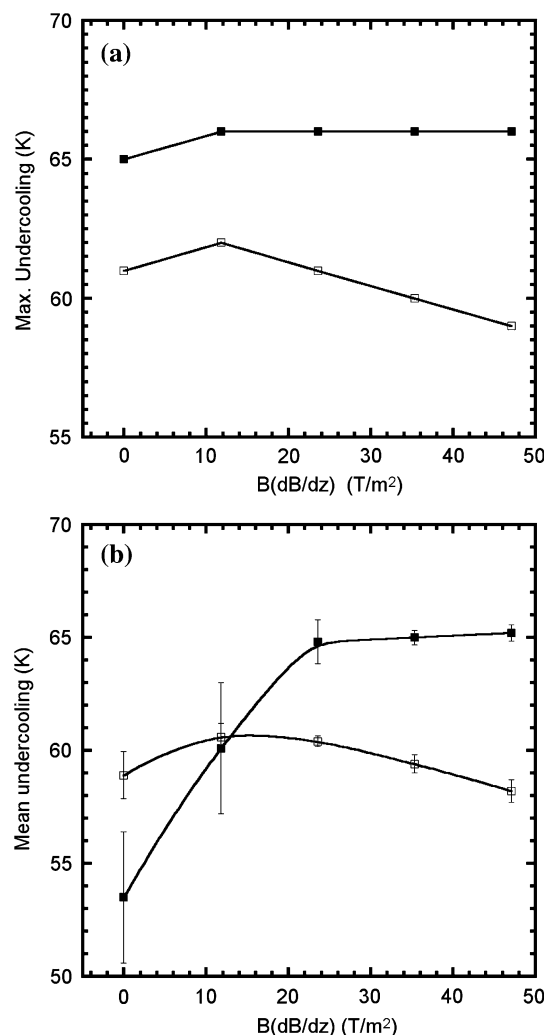 70
(a)
65
60
55
Max. Undercooling (K)
0 10 20 30 40 50
B(dB/dz) (T/m²)
70
(b)
65
60
55
50
Mean undercooling (K)
0 10 20 30 40 50
B(dB/dz) (T/m²)